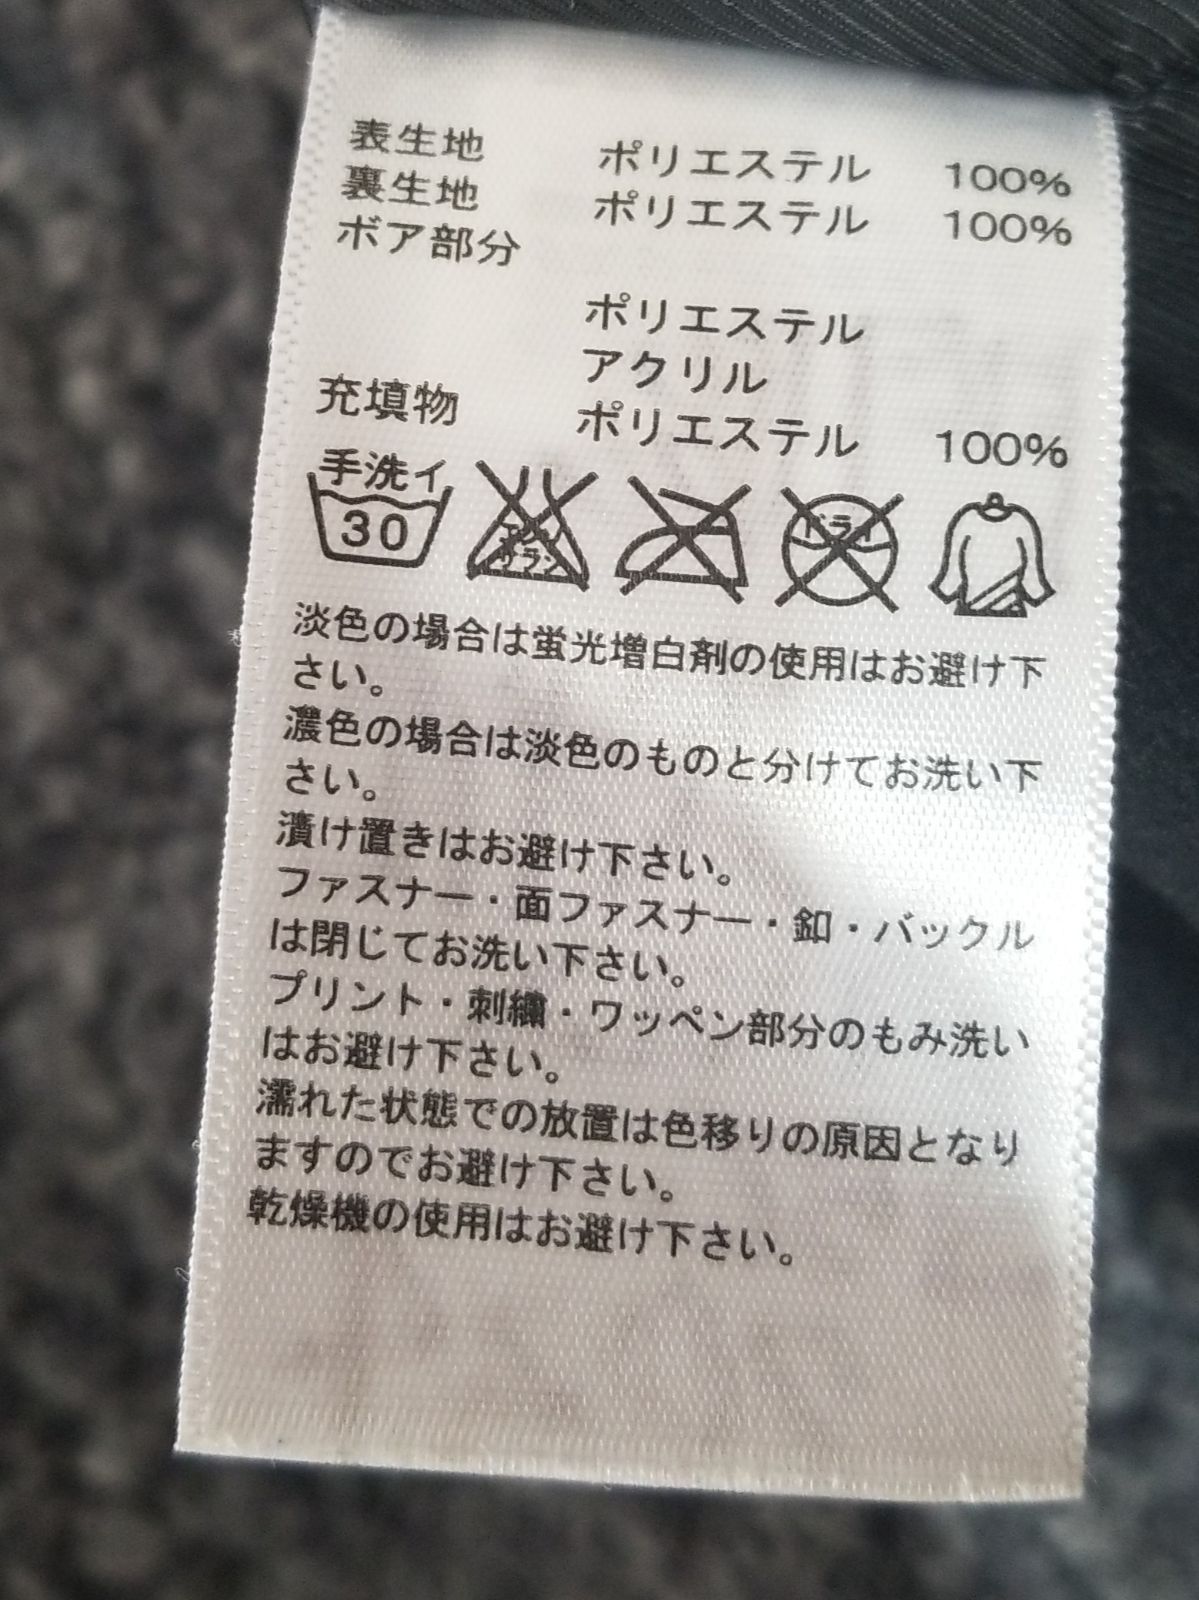 表生地 ポリエステル 100%
裏生地 ポリエステル 100%
ボア部分
ポリエステル
アクリル
充填物 ポリエステル 100%
手洗イ
30
エンソ
サラシ
ドライ
淡色の場合は蛍光増白剤の使用はお避け下
さい。
濃色の場合は淡色のものと分けてお洗い下
さい。
漬け置きはお避け下さい。
ファスナー・面ファスナー・釦・バックル
は閉じてお洗い下さい。
プリント・刺繍・ワッペン部分のもみ洗い
はお避け下さい。
濡れた状態での放置は色移りの原因となり
ますのでお避け下さい。
乾燥機の使用はお避け下さい。